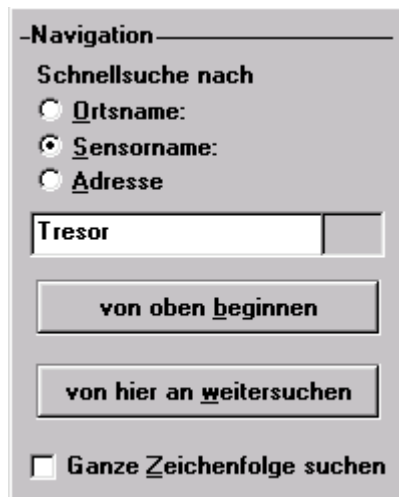 Navigation
Schnellsuche nach
Ortsname:
Sensorname:
Adresse
Tresor
von oben beginnen
von hier an weitersuchen
Ganze Zeichenfolge suchen